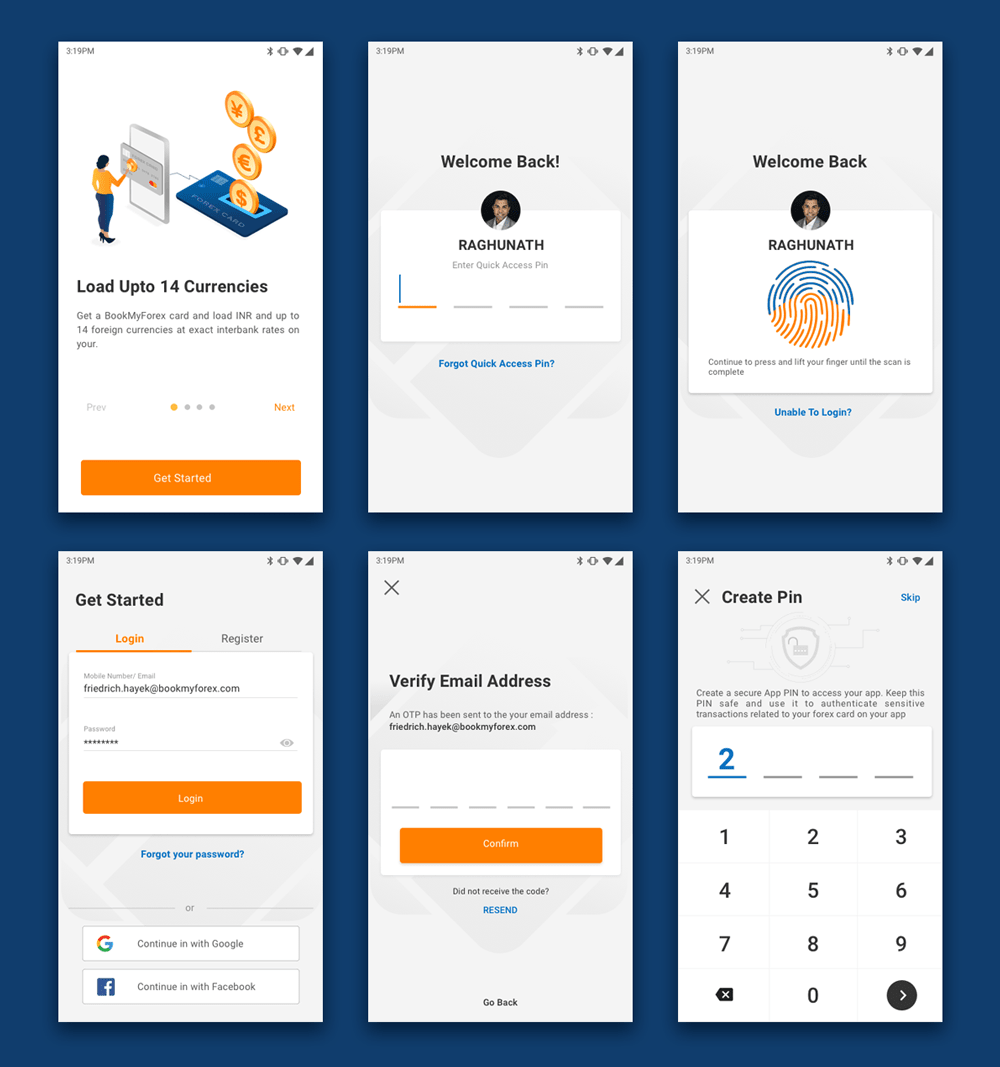 3:19PM
FOREX CARD
Load Upto 14 Currencies
Get a BookMyForex card and load INR and up to
14 foreign currencies at exact interbank rates on
your.
Prev
Next
Get Started
3:19PM
Welcome Back!
RAGHUNATH
Enter Quick Access Pin
Forgot Quick Access Pin?
3:19PM
Welcome Back
RAGHUNATH
Continue to press and lift your finger until the scan is
complete
Unable To Login?
3:19PM
Get Started
Login
Register
Mobile Number/ Email
friedrich.hayek@bookmyforex.com
Password
********
Login
Forgot your password?
or
Continue in with Google
Continue in with Facebook
3:19PM
Verify Email Address
An OTP has been sent to the your email address :
friedrich.hayek@bookmyforex.com
Confirm
Did not receive the code?
RESEND
Go Back
3:19PM
Create Pin
Skip
Create a secure App PIN to access your app. Keep this
PIN safe and use it to authenticate sensitive
transactions related to your forex card on your app
2
1 2 3
4 5 6
7 8 9
0